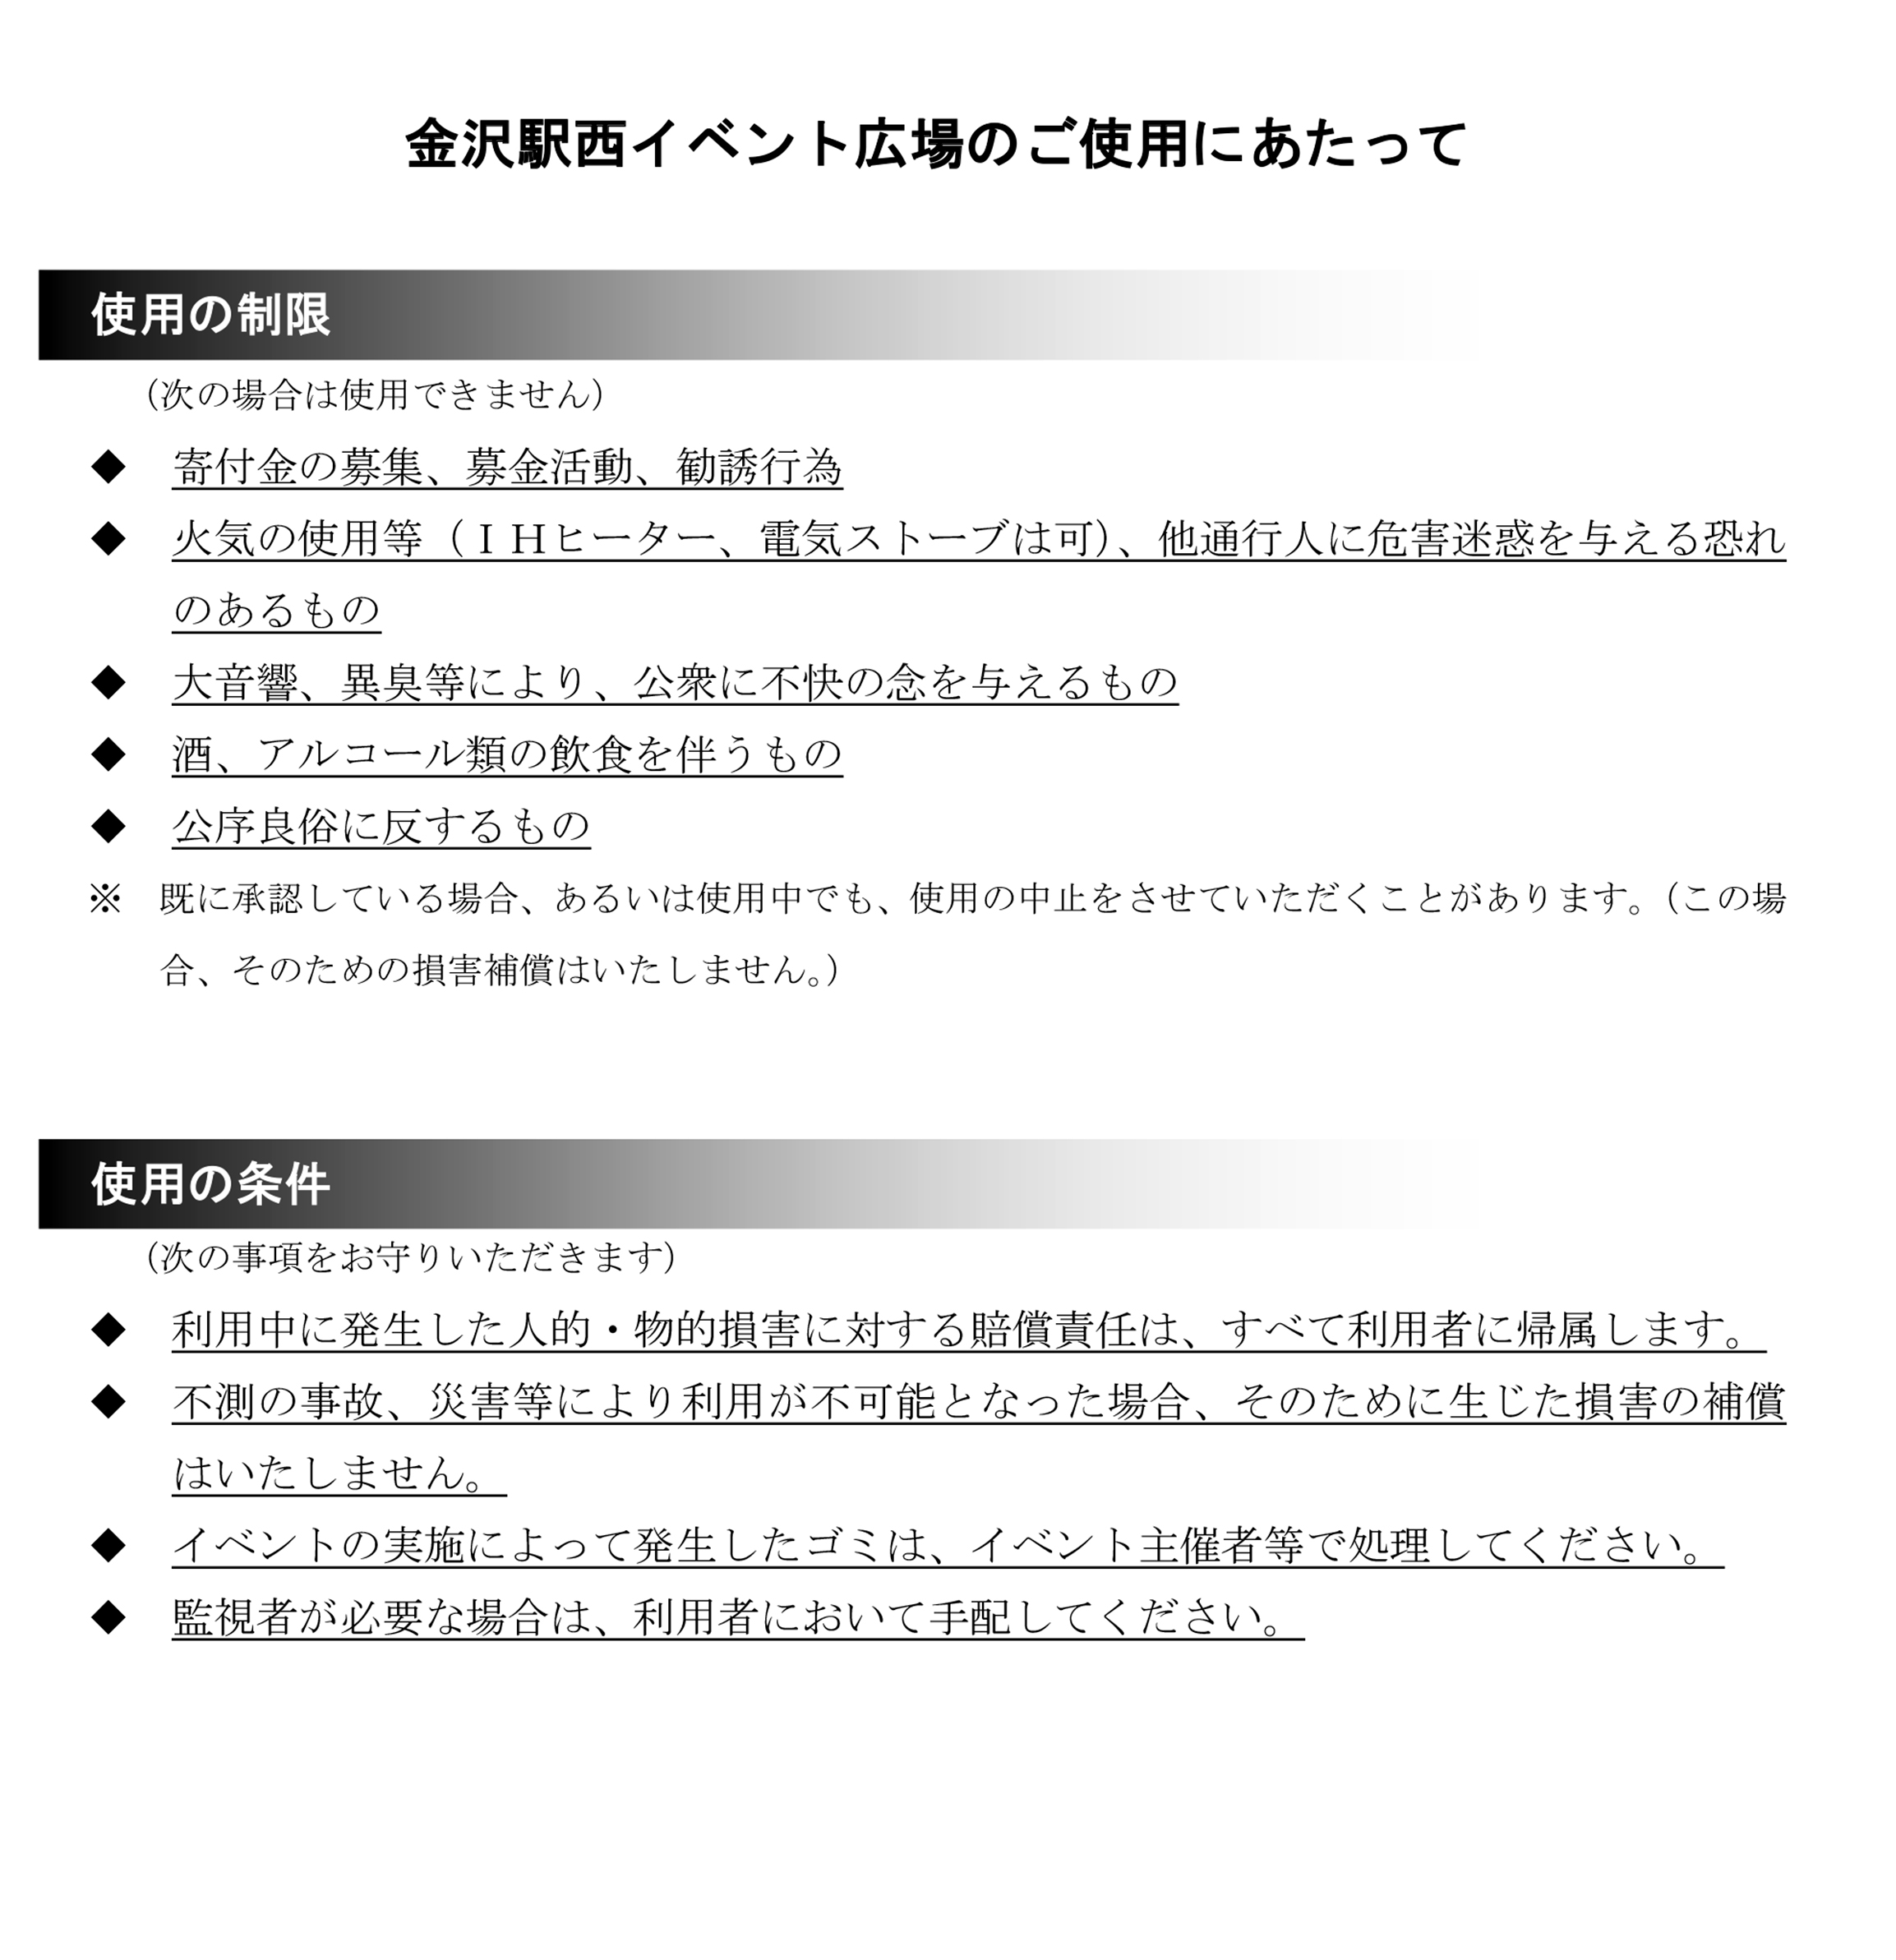 金沢駅西イベント広場のご使用にあたって
使用の制限
（次の場合は使用できません）
◆ 寄付金の募集、募金活動、勧誘行為
◆ 火気の使用等（ＩＨヒーター、電気ストーブは可）、他通行人に危害迷惑を与える恐れ
のあるもの
◆ 大音響、異臭等により、公衆に不快の念を与えるもの
◆ 酒、アルコール類の飲食を伴うもの
◆ 公序良俗に反するもの
※ 既に承認している場合、あるいは使用中でも、使用の中止をさせていただくことがあります。（この場
合、そのための損害補償はいたしません。）
使用の条件
（次の事項をお守りいただきます）
◆ 利用中に発生した人的・物的損害に対する賠償責任は、すべて利用者に帰属します。
◆ 不測の事故、災害等により利用が不可能となった場合、そのために生じた損害の補償
はいたしません。
◆ イベントの実施によって発生したゴミは、イベント主催者等で処理してください。
◆ 監視者が必要な場合は、利用者において手配してください。